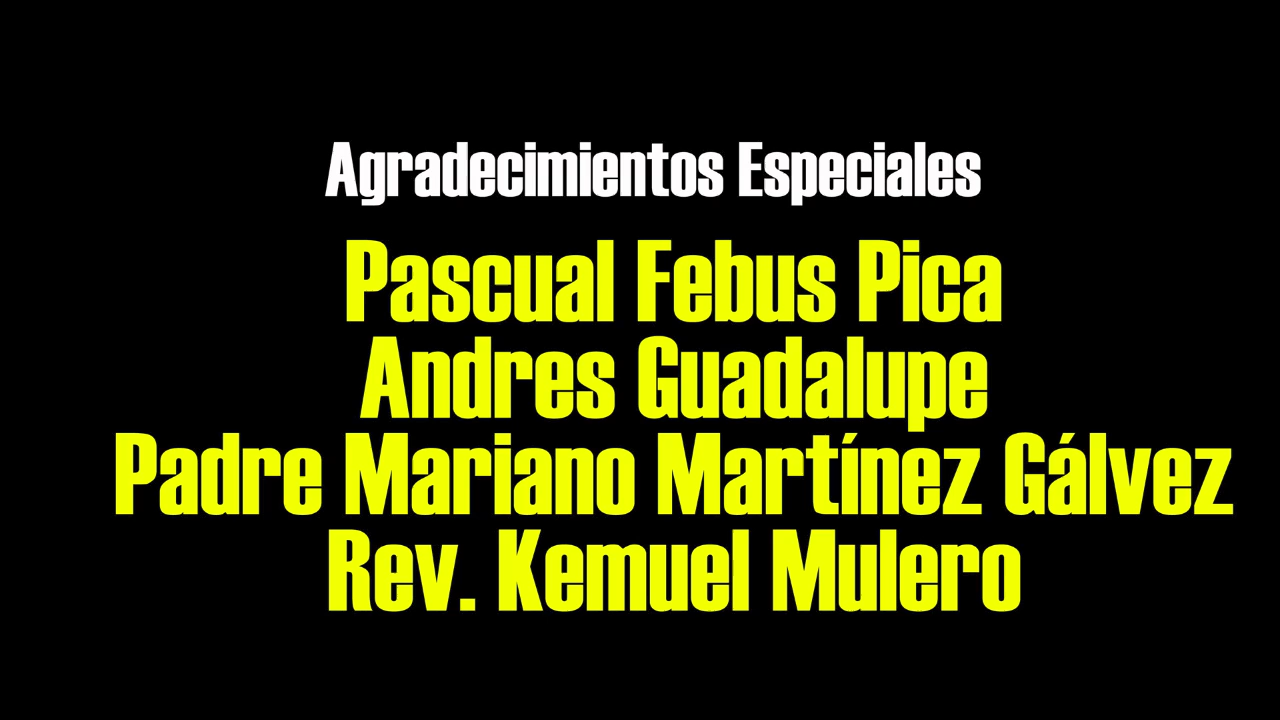 Agradecimientos Especiales
Pascual Febus Pica
Andres Guadalupe
Padre Mariano Martínez Gálvez
Rev. Kemuel Mulero